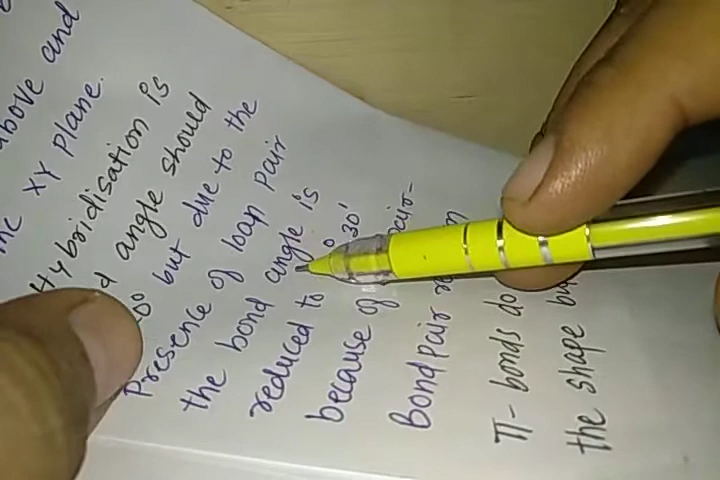 above and
the XY plane.
Hybridisation is
angle should
but due to the
Presence of loan pair
the bond angle is
reduced to 30'
because of
Bond pair
π-bonds do
the shape